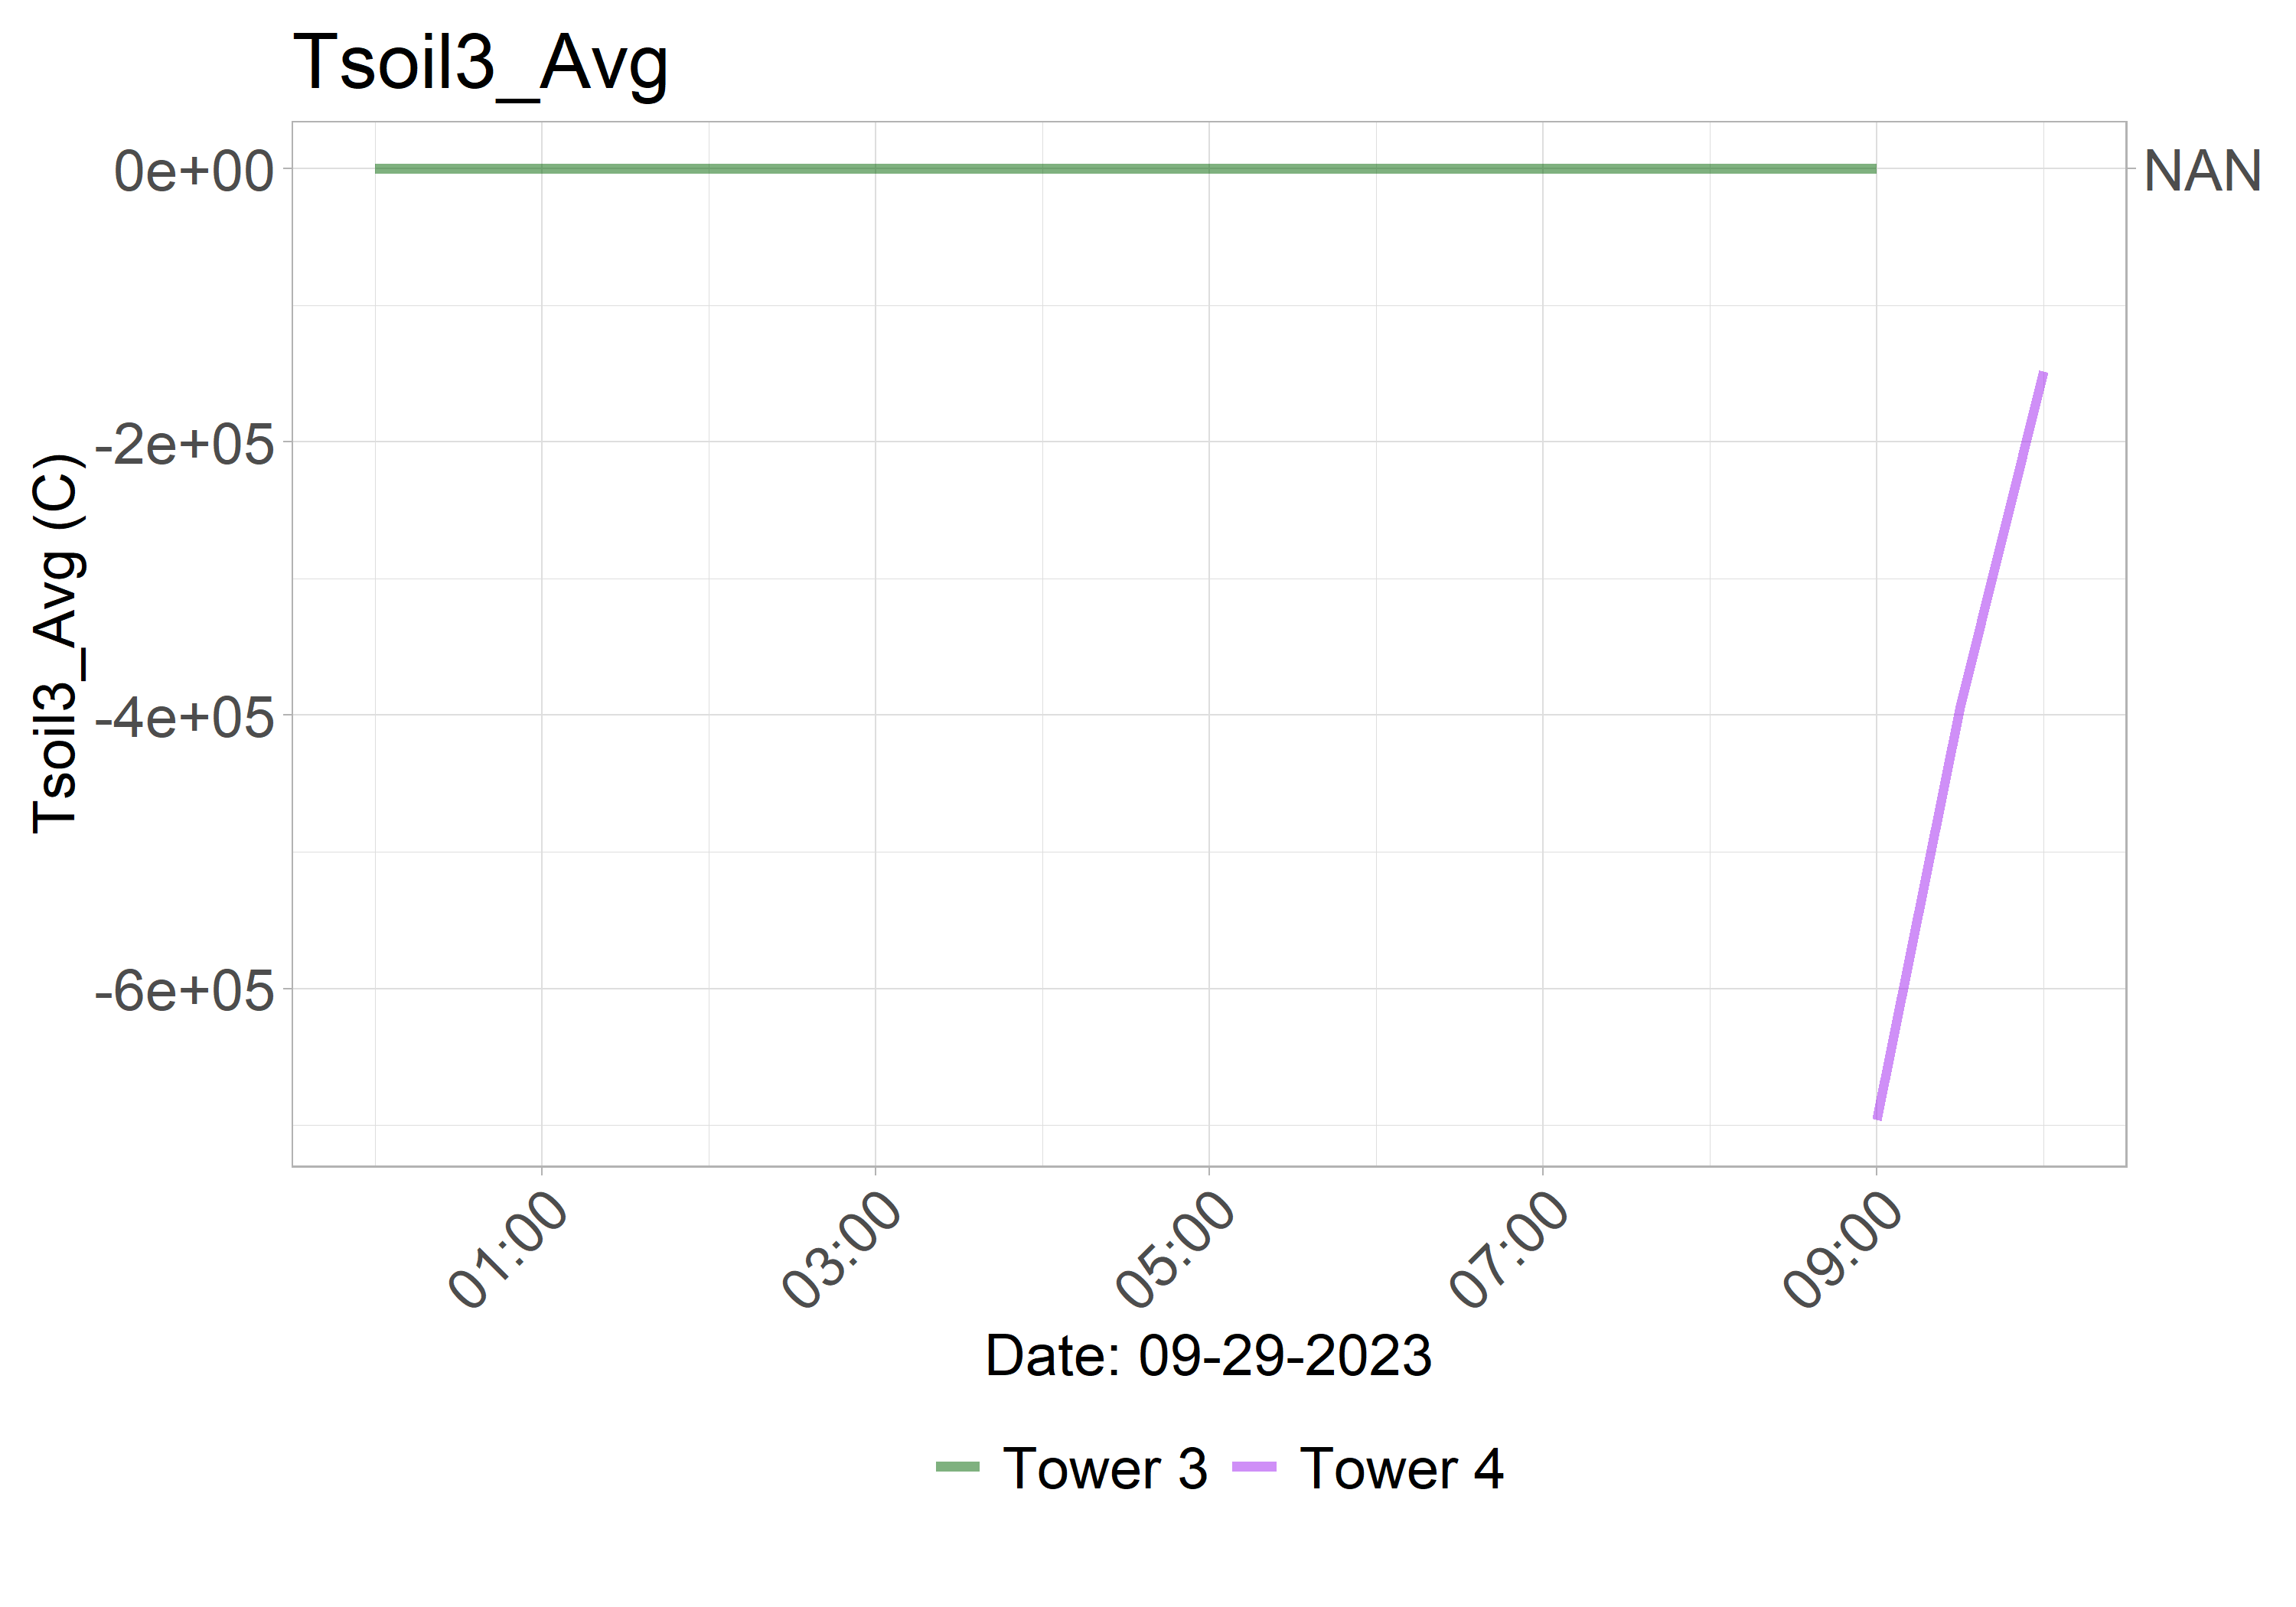 Tsoil3_Avg
0e+00
NAN
-2e+05
-4e+05
-6e+05
Tsoil3_Avg (C)
01:00
03:00
05:00
07:00
09:00
Date: 09-29-2023
Tower 3
Tower 4